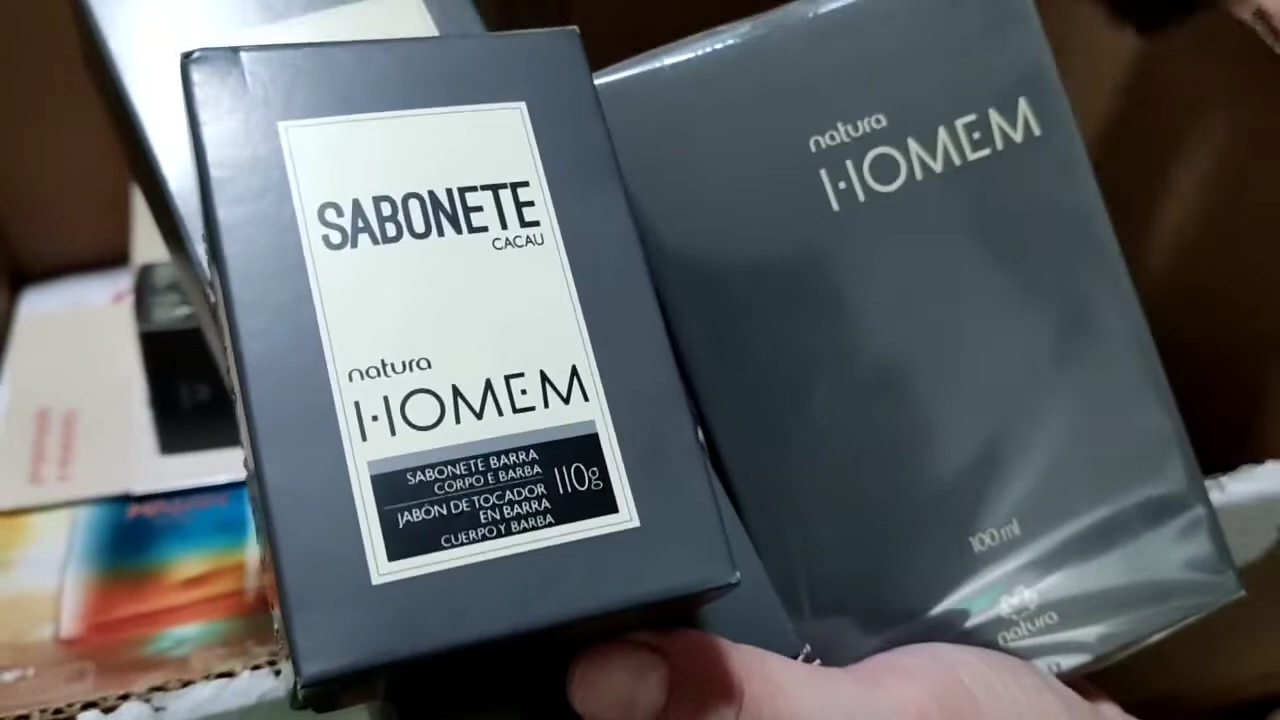 SABONETE
CACAU
natura
HOMEM
SABONETE BARRA
CORPO E BARBA
JABÓN DE TOCADOR
EN BARRA
CUERPO Y BARBA
110g
natura
HOMEM
100 ml
natura